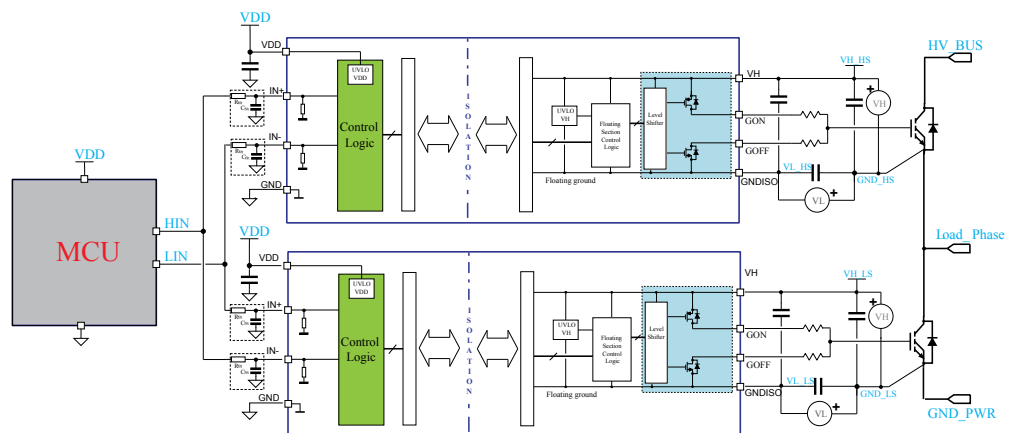 VDD
VDD
UVLO
VDD
IN+
Control
Logic
IN-
GND
I
S
O
L
A
T
I
O
N
UVLO
VH
Floating
Section
Control
Logic
Level
Shifter
Floating ground
VH
GON
GOFF
GNDISO
VH_HS
VH
VL_HS
VL
GND_HS
HV_BUS
VDD
MCU
HIN
LIN
Load_Phase
VDD
VDD
UVLO
VDD
IN+
Control
Logic
IN-
GND
I
S
O
L
A
T
I
O
N
UVLO
VH
Floating
Section
Control
Logic
Level
Shifter
Floating ground
VH
GON
GOFF
GNDISO
VH_LS
VH
VL_LS
VL
GND_LS
GND_PWR